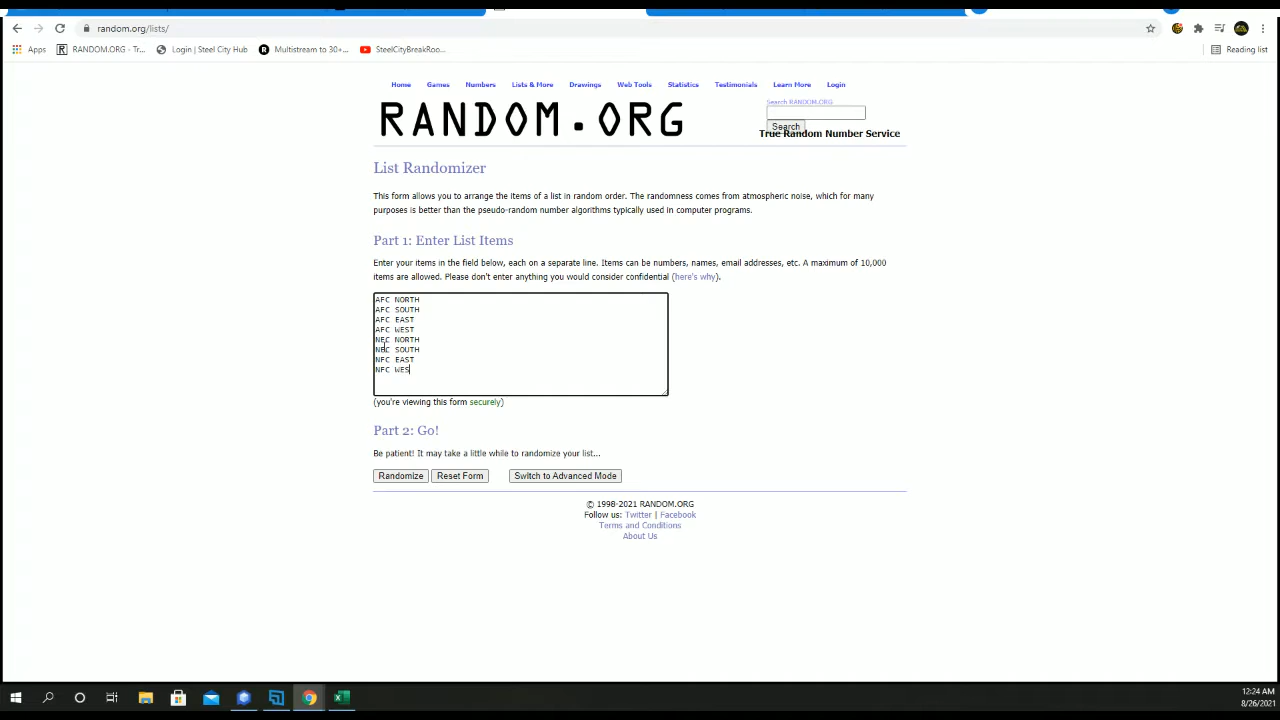 random.org/lists/
Apps
RANDOM.ORG - Tr...
Login | Steel City Hub
Multistream to 30+...
SteelCityBreakRoo...
Reading list
Home Games Numbers Lists & More Drawings Web Tools Statistics Testimonials Learn More Login
RANDOM.ORG
Search RANDOM.ORG
Search
True Random Number Service
List Randomizer
This form allows you to arrange the items of a list in random order. The randomness comes from atmospheric noise, which for many
purposes is better than the pseudo-random number algorithms typically used in computer programs.
Part 1: Enter List Items
Enter your items in the field below, each on a separate line. Items can be numbers, names, email addresses, etc. A maximum of 10,000
items are allowed. Please don't enter anything you would consider confidential (here's why).
AFC NORTH
AFC SOUTH
AFC EAST
AFC WEST
NFC NORTH
NFC SOUTH
NFC EAST
NFC WES
(you're viewing this form securely)
Part 2: Go!
Be patient! It may take a little while to randomize your list...
Randomize Reset Form Switch to Advanced Mode
© 1998-2021 RANDOM.ORG
Follow us: Twitter | Facebook
Terms and Conditions
About Us
12:24 AM
8/26/2021